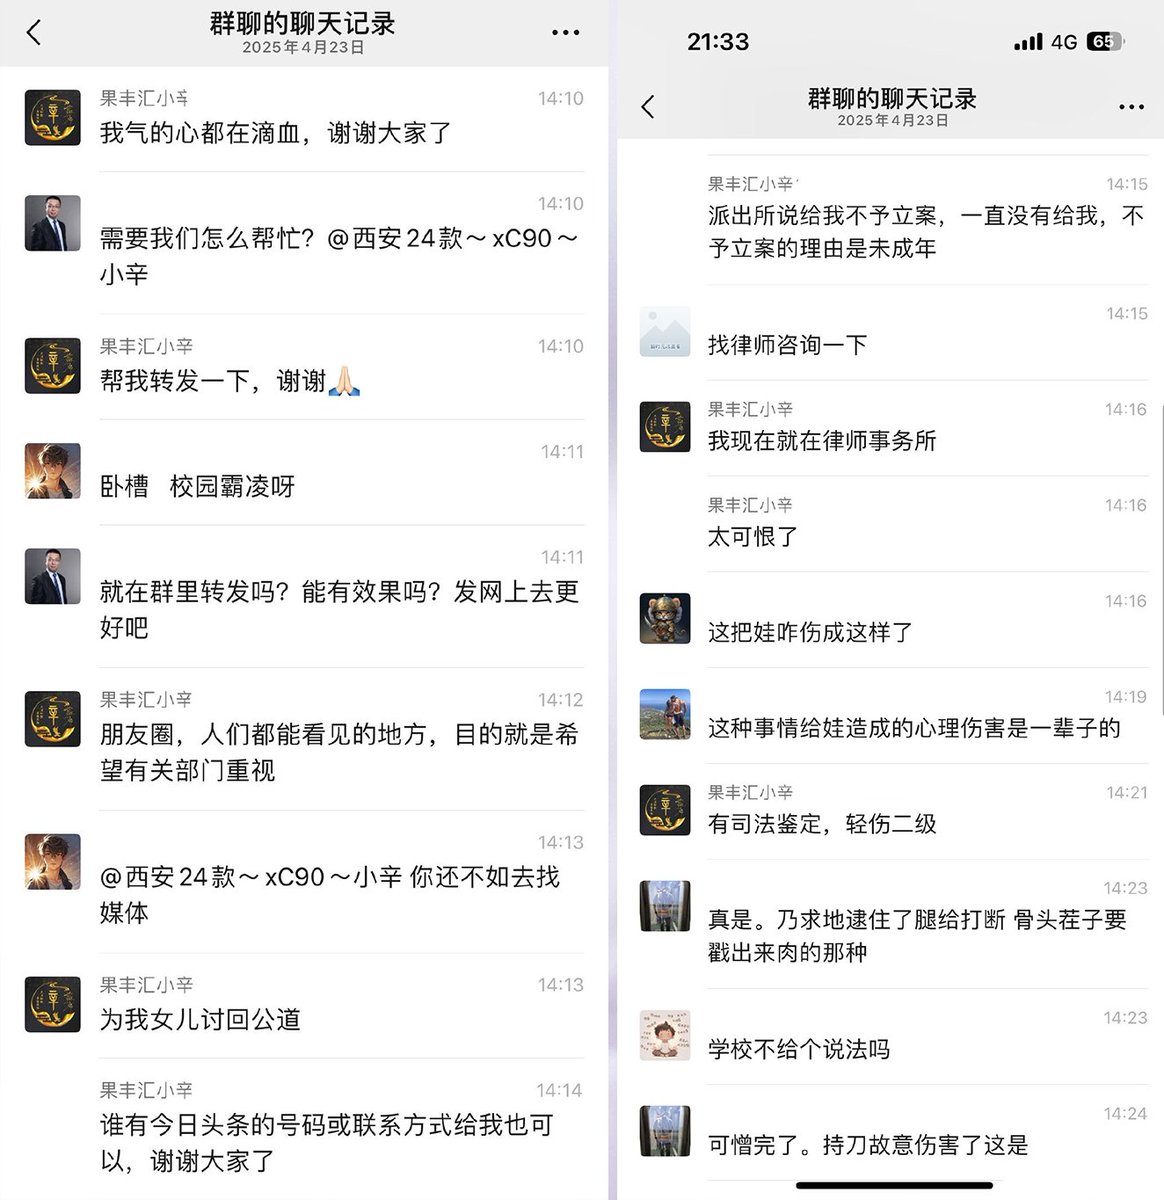 群聊的聊天记录
2025年4月23日
果丰汇小辛
14:10
我气的心都在滴血，谢谢大家了
14:10
需要我们怎么帮忙？@西安24款～xC90～
小辛
果丰汇小辛
14:10
帮我转发一下，谢谢🙏🏻
14:11
卧槽 校园霸凌呀
14:11
就在群里转发吗？能有效果吗？发网上去更
好吧
果丰汇小辛
14:12
朋友圈，人们都能看见的地方，目的就是希
望有关部门重视
14:13
@西安24款～xC90～小辛 你还不如去找
媒体
果丰汇小辛
14:13
为我女儿讨回公道
果丰汇小辛
14:14
谁有今日头条的号码或联系方式给我也可
以，谢谢大家了
21:33
4G
65
群聊的聊天记录
2025年4月23日
果丰汇小辛
14:15
派出所说给我不予立案，一直没有给我，不
予立案的理由是未成年
14:15
找律师咨询一下
果丰汇小辛
14:16
我现在就在律师事务所
果丰汇小辛
14:16
太可恨了
14:16
这把娃咋伤成这样了
14:19
这种事情给娃造成的心理伤害是一辈子的
果丰汇小辛
14:21
有司法鉴定，轻伤二级
14:23
真是。乃求地逮住了腿给打断 骨头茬子要
戳出来肉的那种
14:23
学校不给个说法吗
14:24
可憎完了。持刀故意伤害了这是